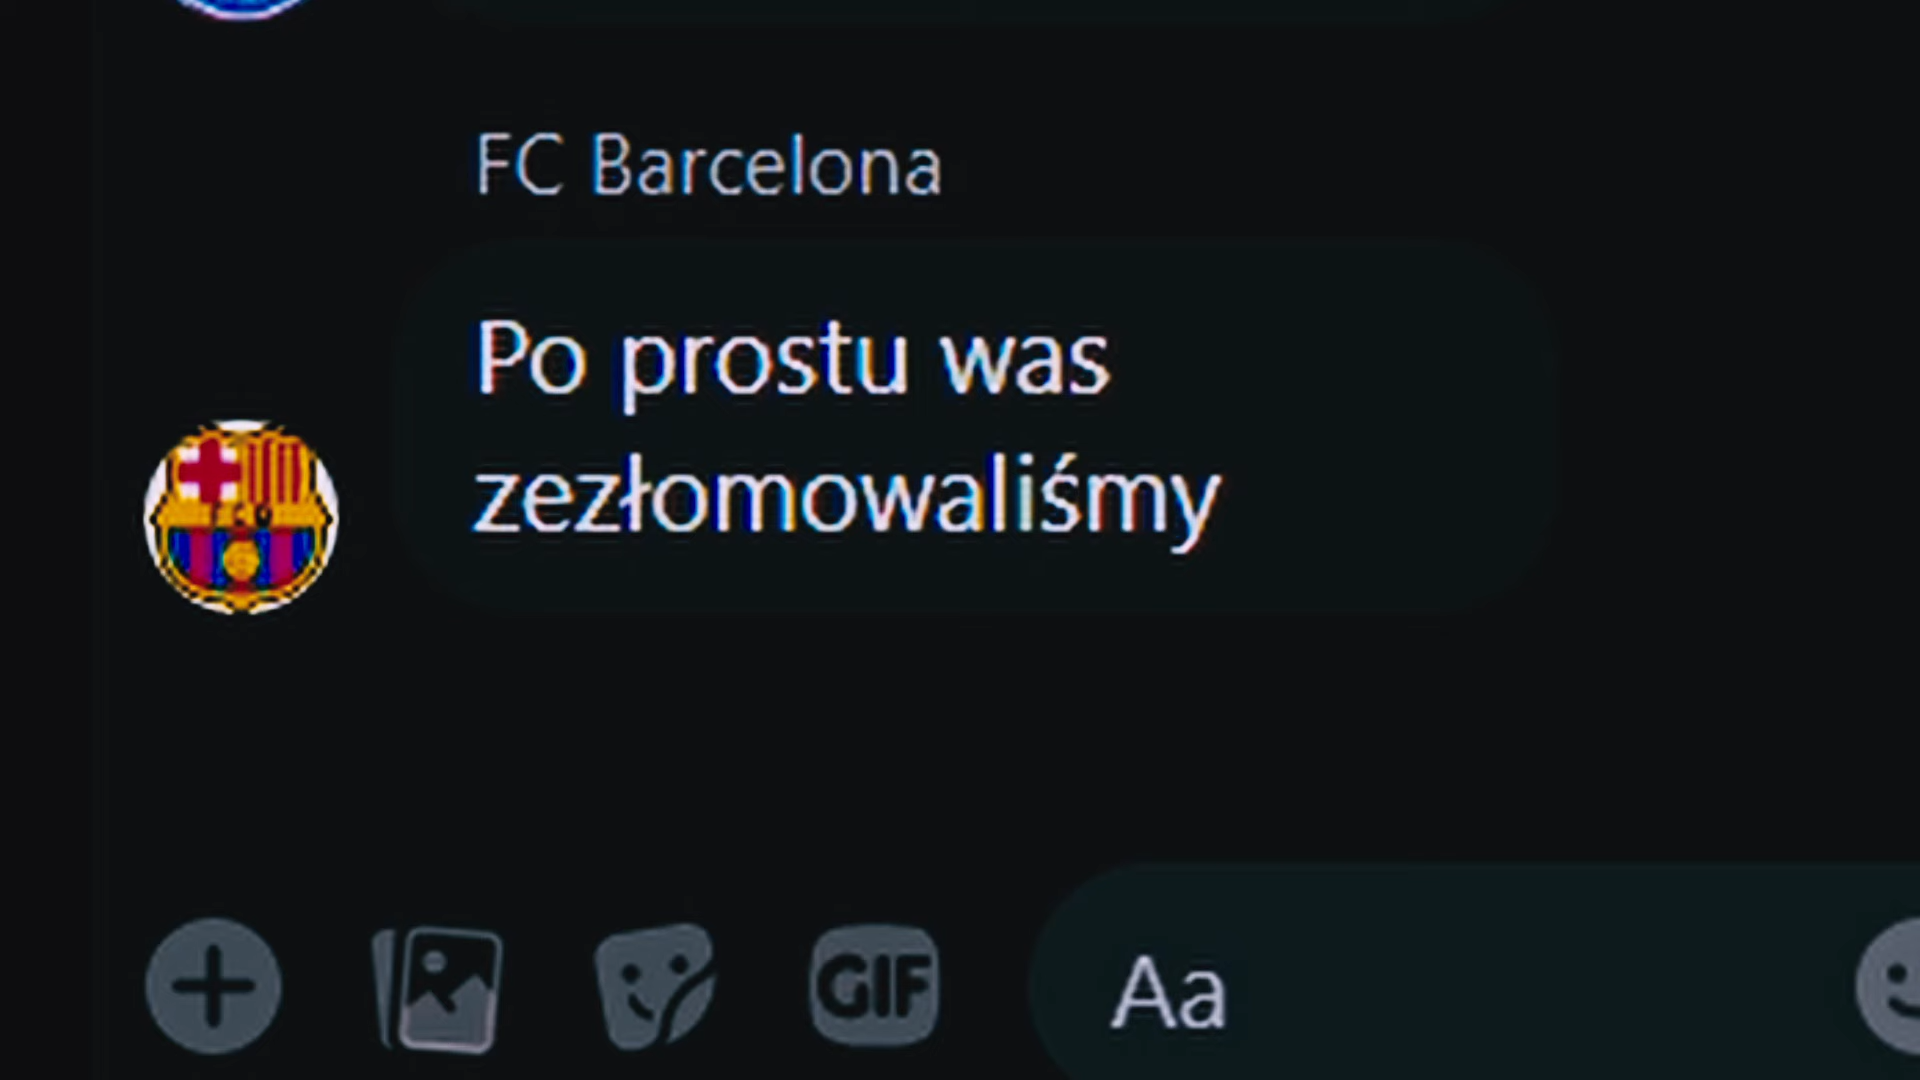 FC Barcelona
Po prostu was
zezłomowaliśmy
GIF
Aa